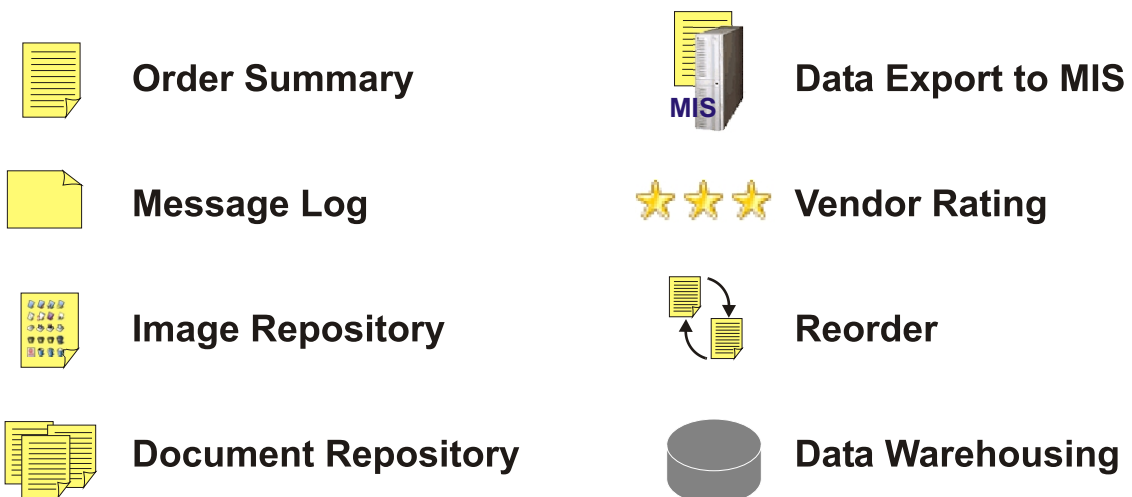 Order Summary
Message Log
Image Repository
Document Repository
MIS
Data Export to MIS
Vendor Rating
Reorder
Data Warehousing